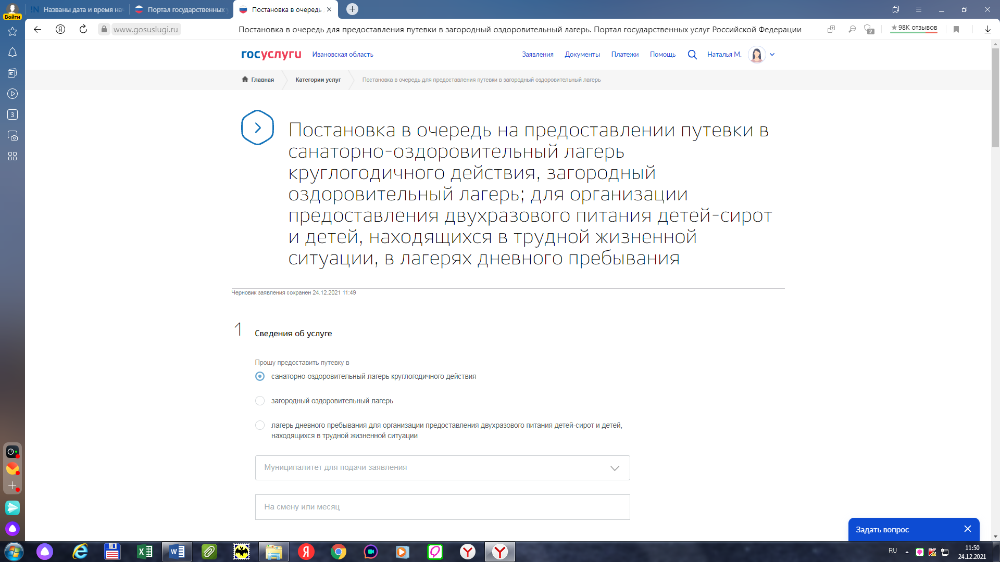 Войти
!N Названы дата и время на
Портал государственных
Постановка в очередь
www.gosuslugi.ru
Постановка в очередь для предоставления путевки в загородный оздоровительный лагерь. Портал государственных услуг Российской Федерации
2
★ 98К отзывов
госуслуги
Ивановская область
Заявления
Документы
Платежи
Помощь
Наталья М.
Главная
Категории услуг
Постановка в очередь для предоставления путевки в загородный оздоровительный лагерь
3
Постановка в очередь на предоставлении путевки в
санаторно-оздоровительный лагерь
круглогодичного действия, загородный
оздоровительный лагерь; для организации
предоставления двухразового питания детей-сирот
и детей, находящихся в трудной жизненной
ситуации, в лагерях дневного пребывания
Черновик заявления сохранен 24.12.2021 11:49
1 Сведения об услуге
Прошу предоставить путевку в
санаторно-оздоровительный лагерь круглогодичного действия
загородный оздоровительный лагерь
лагерь дневного пребывания для организации предоставления двухразового питания детей-сирот и детей,
находящихся в трудной жизненной ситуации
Муниципалитет для подачи заявления
На смену или месяц
Задать вопрос
RU
11:50
24.12.2021